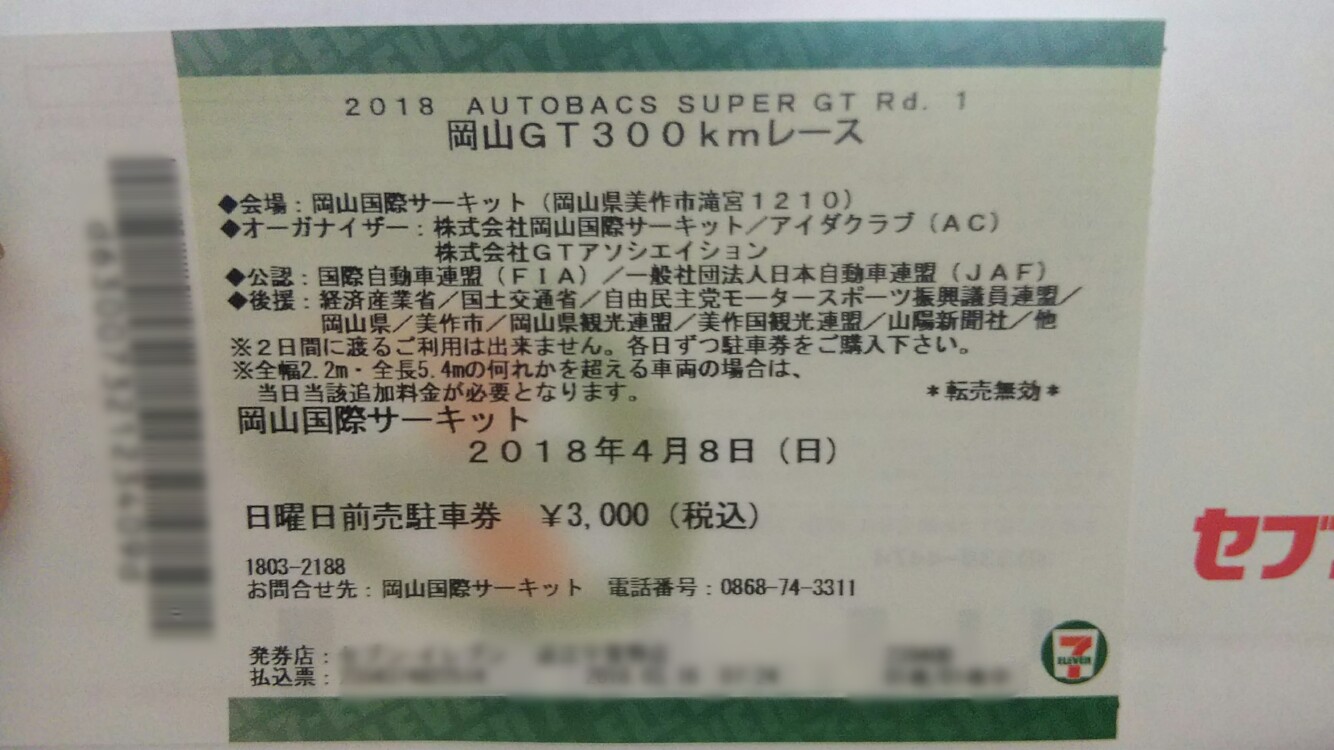 2018 AUTOBACS SUPER GT Rd. 1
岡山GT300kmレース
◆会場：岡山国際サーキット（岡山県美作市滝宮1210）
◆オーガナイザー：株式会社岡山国際サーキット／アイダクラブ（AC）
株式会社GTアソシエイション
◆公認：国際自動車連盟（FIA）／一般社団法人日本自動車連盟（JAF）
◆後援：経済産業省／国土交通省／自由民主党モータースポーツ振興議員連盟／
岡山県／美作市／岡山県観光連盟／美作国観光連盟／山陽新聞社／他
※2日間に渡るご利用は出来ません。各日ずつ駐車券をご購入下さい。
※全幅2.2m・全長5.4mの何れかを超える車両の場合は、
当日当該追加料金が必要となります。 ＊転売無効＊
岡山国際サーキット
2018年4月8日（日）
日曜日前売駐車券 ￥3,000（税込）
1803-2188
お問合せ先：岡山国際サーキット 電話番号：0868-74-3311
発券店：
払込票：
7 ELEVEN
セブ